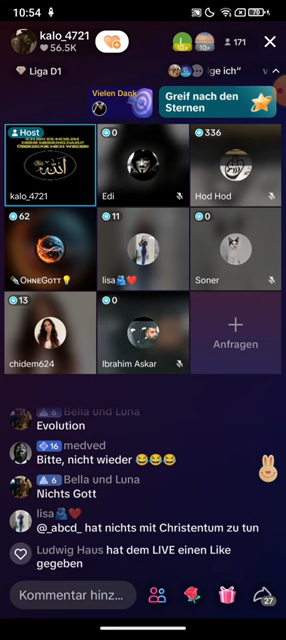 10:54
70
kalo_4721
56.5K
10+
171
Liga D1
ige ich“
Vielen Dank
Greif nach den
Sternen
Host
0
336
kalo_4721
Edi
Hod Hod
62
11
0
OHNEGOTT
lisa
Soner
13
0
Anfragen
chidem624
Ibrahim Askar
6 Bella und Luna
Evolution
16 medved
Bitte, nicht wieder 😂😂😂
6 Bella und Luna
Nichts Gott
lisa🫂❤️
@_abcd_ hat nichts mit Christentum zu tun
Ludwig Haus hat dem LIVE einen Like
gegeben
Kommentar hinz...
27